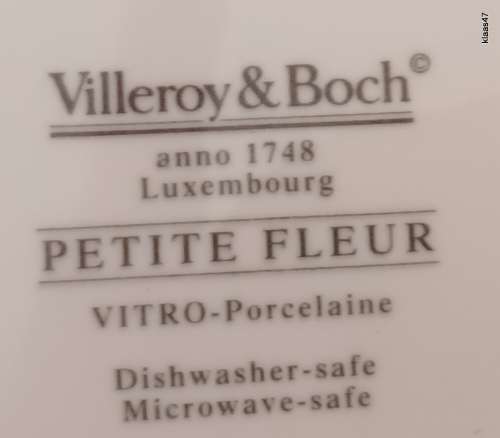 klaas47
Villeroy & Boch©
anno 1748
Luxembourg
PETITE FLEUR
VITRO-Porcelaine
Dishwasher-safe
Microwave-safe